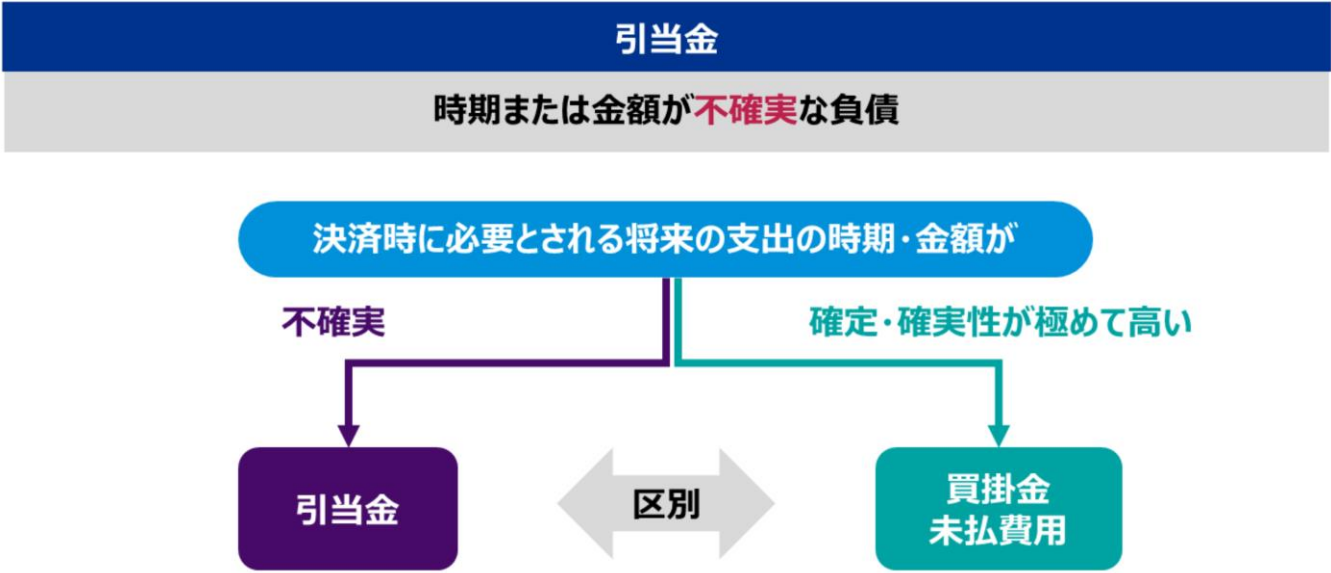 引当金
時期または金額が不確実な負債
決済時に必要とされる将来の支出の時期・金額が
不確実
確定・確実性が極めて高い
引当金
区別
買掛金
未払費用